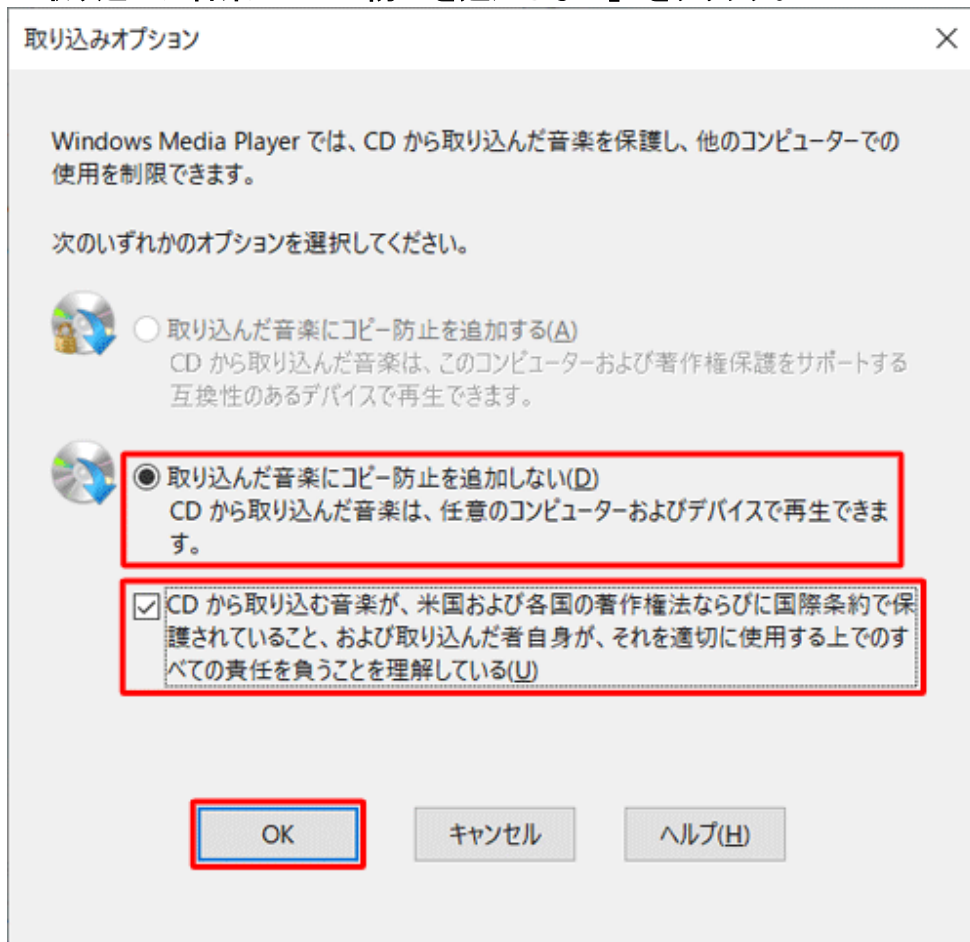 取り込みオプション
Windows Media Player では、CD から取り込んだ音楽を保護し、他のコンピューターでの
使用を制限できます。
次のいずれかのオプションを選択してください。
取り込んだ音楽にコピー防止を追加する(A)
CD から取り込んだ音楽は、このコンピューターおよび著作権保護をサポートする
互換性のあるデバイスで再生できます。
取り込んだ音楽にコピー防止を追加しない(D)
CD から取り込んだ音楽は、任意のコンピューターおよびデバイスで再生できま
す。
CD から取り込む音楽が、米国および各国の著作権法ならびに国際条約で保
護されていること、および取り込んだ者自身が、それを適切に使用する上でのす
べての責任を負うことを理解している(U)
OK
キャンセル
ヘルプ(H)